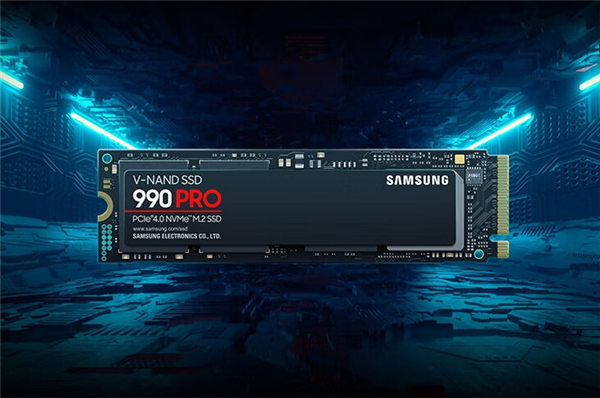 V-NAND SSD
990 PRO
PCIe® 4.0 NVMe™ M.2 SSD
www.samsung.com/ssd
SAMSUNG ELECTRONICS CO., LTD.
SAMSUNG